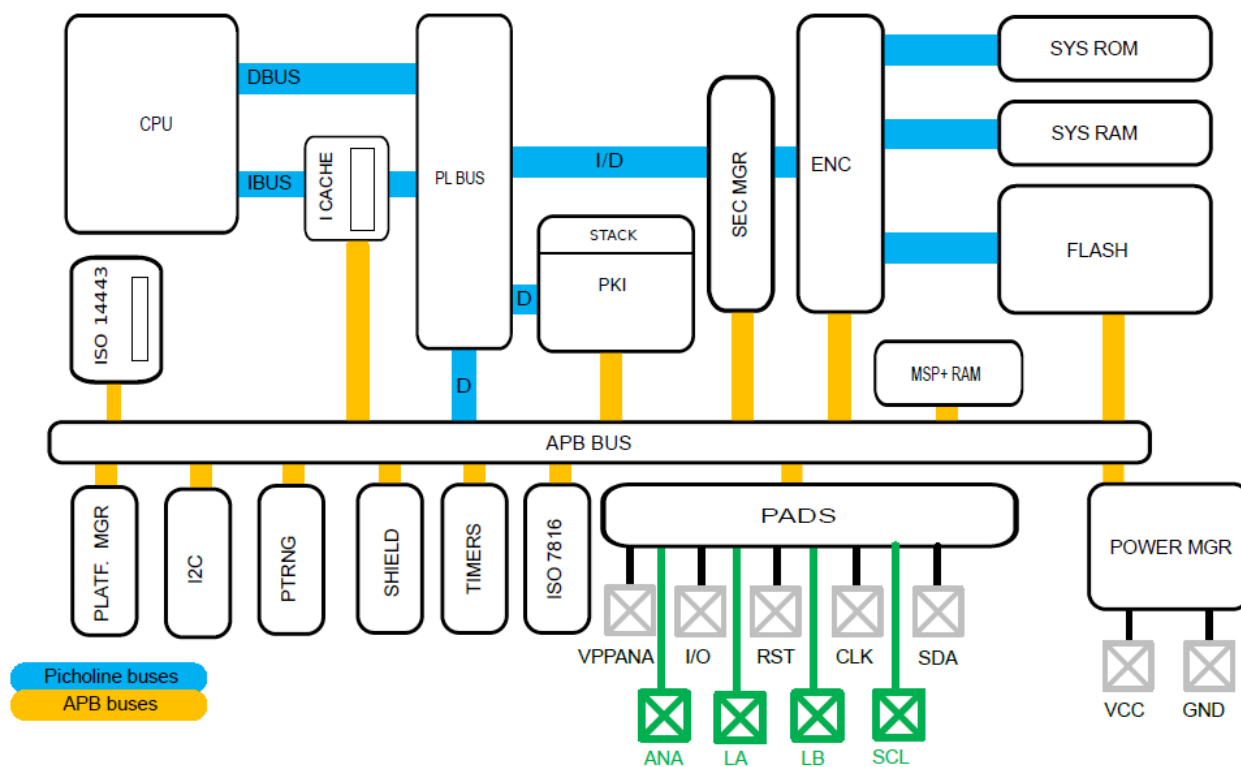 CPU
DBUS
IBUS
I CACHE
PL BUS
I/D
SEC MGR
ENC
SYS ROM
SYS RAM
FLASH
STACK
PKI
D
D
ISO 14443
MSP+ RAM
APB BUS
PLATF. MGR
I2C
PTRNG
SHIELD
TIMERS
ISO 7816
PADS
POWER MGR
VPPANA
I/O
RST
CLK
SDA
VCC
GND
ANA
LA
LB
SCL
Picholine buses
APB buses